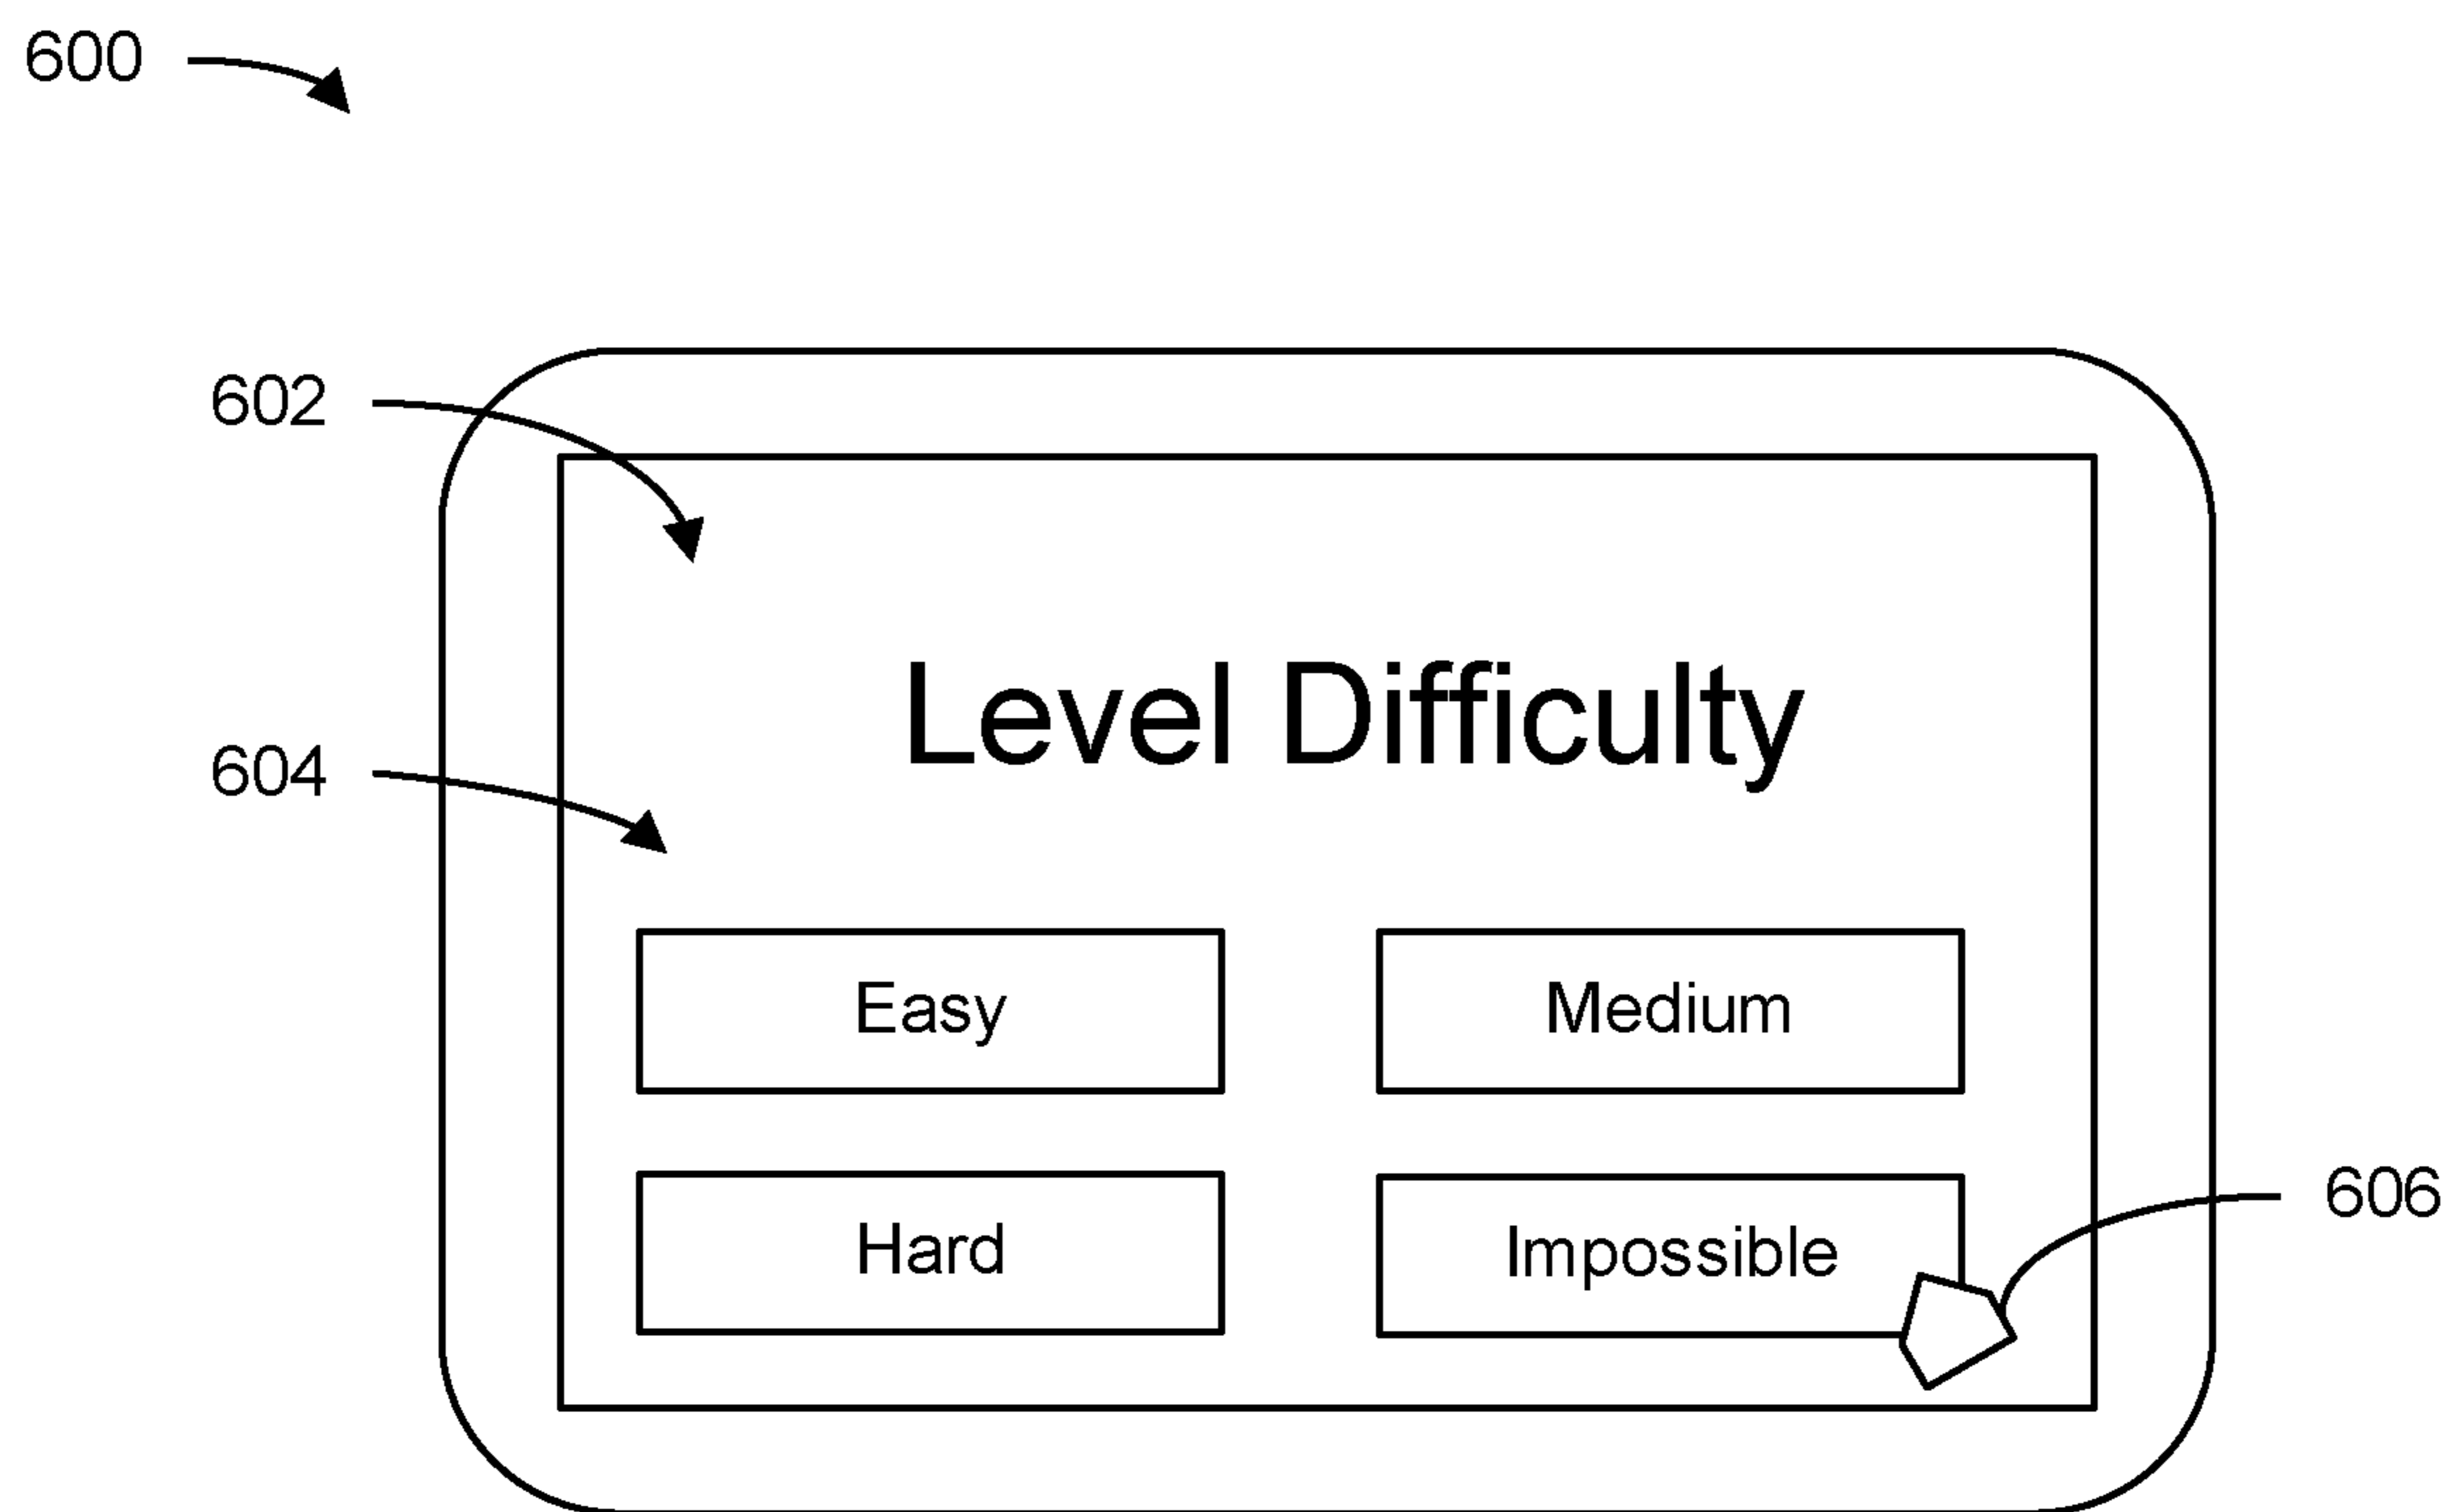 600
602
Level Difficulty
604
Easy
Medium
Hard
Impossible
606